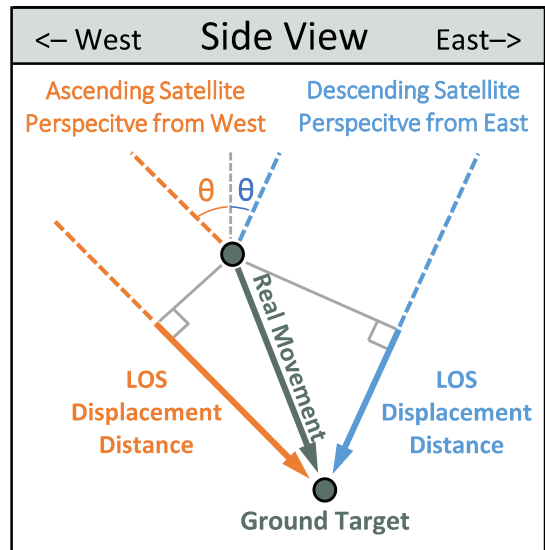 <– West Side View East–>
Ascending Satellite
Perspecitve from West
Descending Satellite
Perspecitve from East
θ θ
Real Movement
LOS
Displacement
Distance
LOS
Displacement
Distance
Ground Target